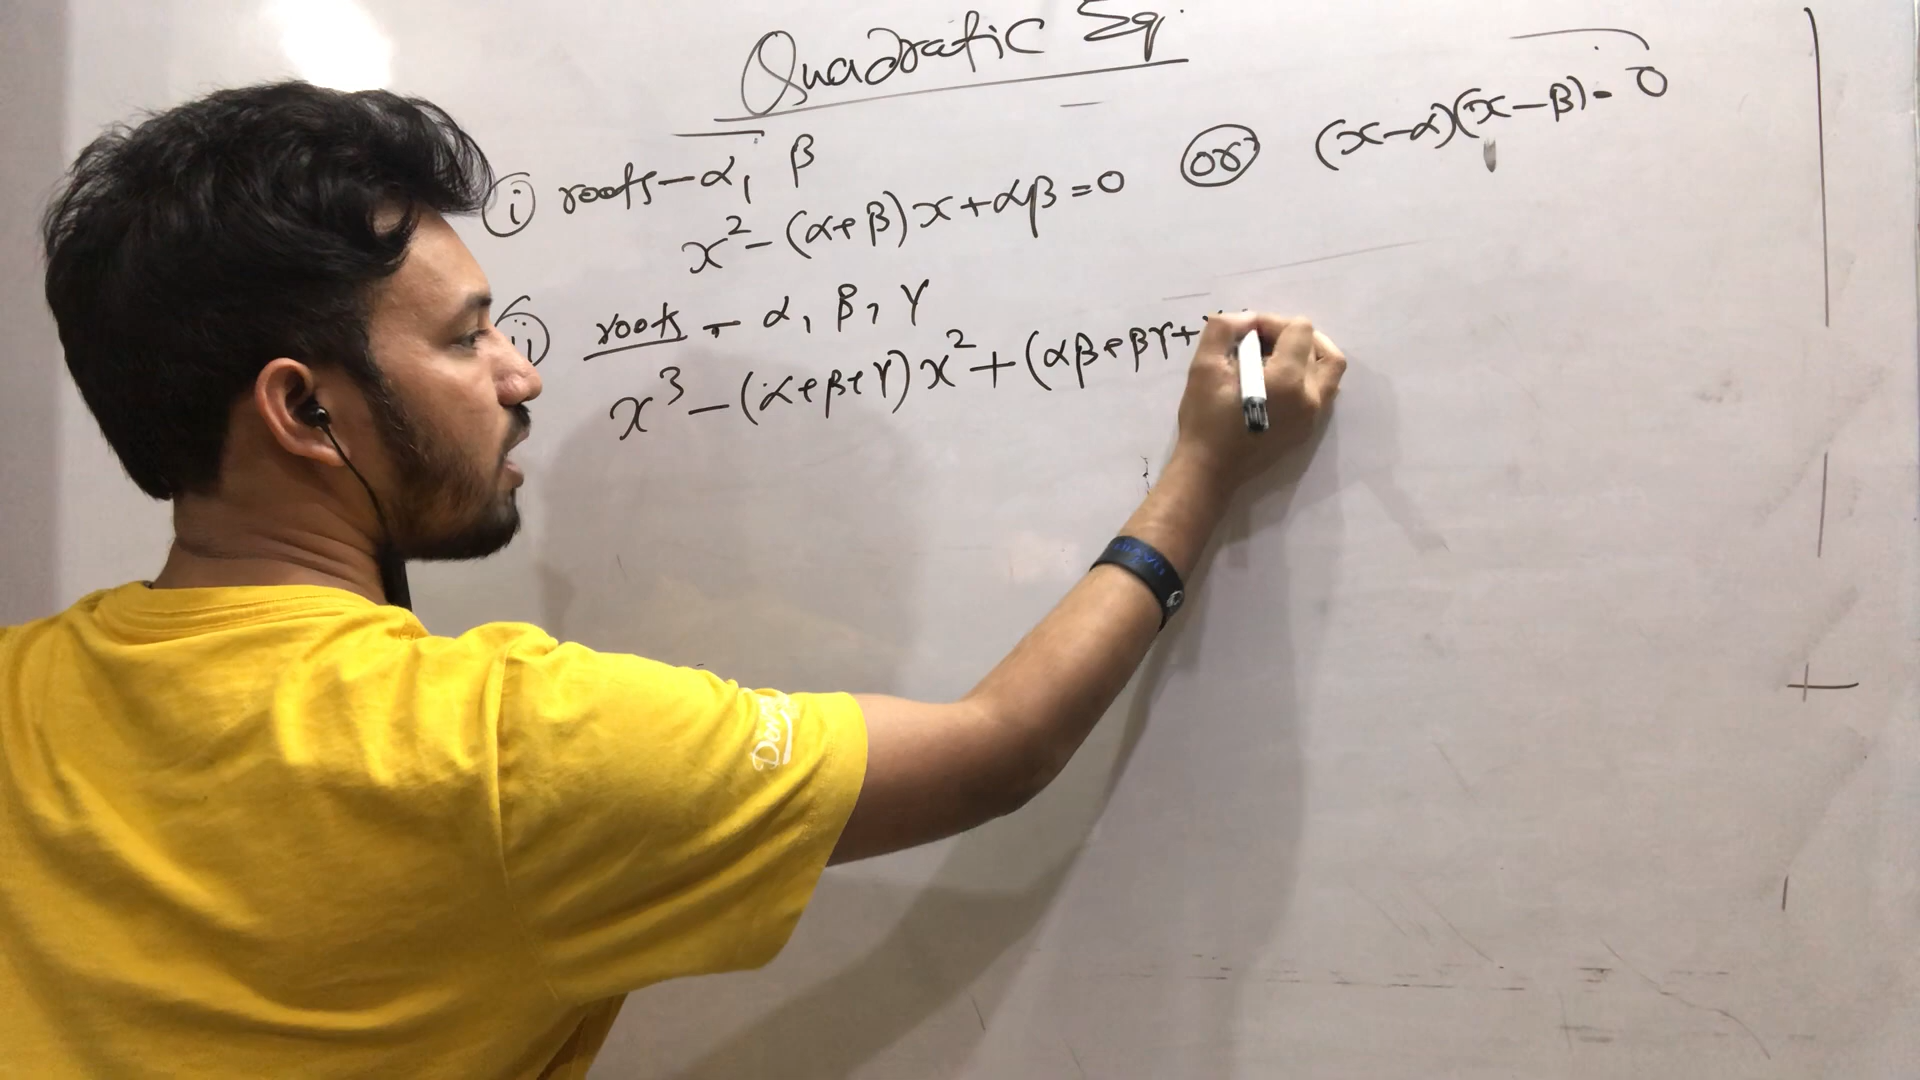 Quadratic Eq.
(i) roots - α, β
x² - (α+β)x + αβ = 0 (or) (x-α)(x-β) = 0
(ii) roots - α, β, γ
x³ - (α+β+γ)x² + (αβ+βγ+